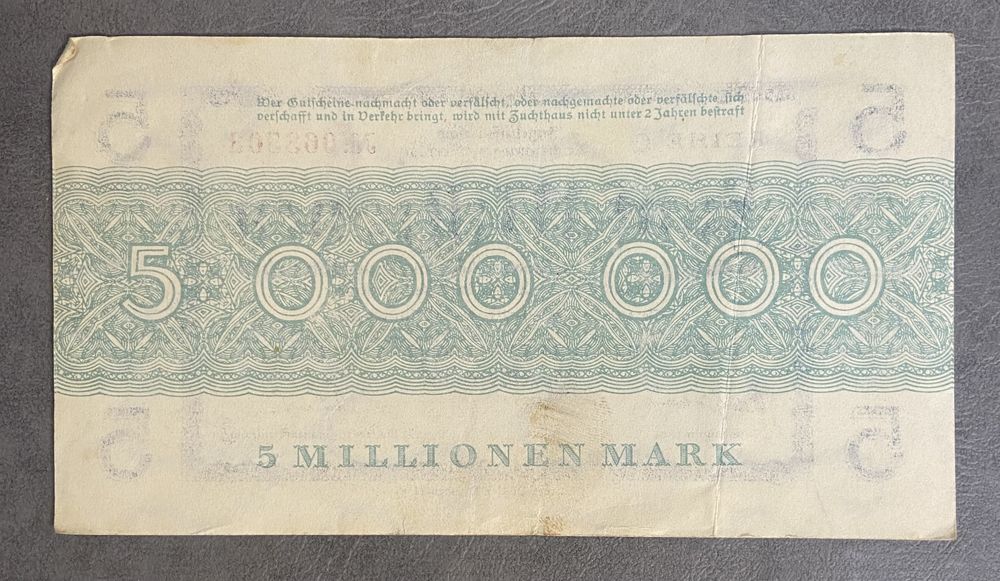 Wer Gutscheine nachmacht oder verfälscht, oder nachgemachte oder verfälschte sich
verschafft und in Verkehr bringt, wird mit Zuchthaus nicht unter 2 Jahren bestraft
5 000 000
5 MILLIONEN MARK